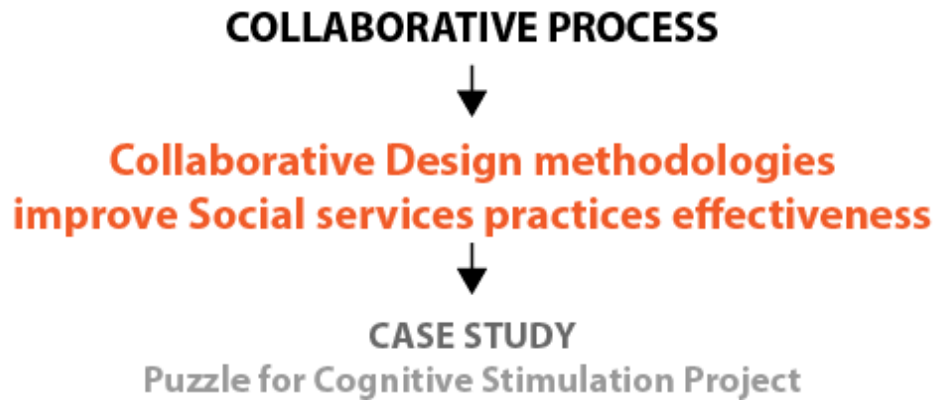 COLLABORATIVE PROCESS
Collaborative Design methodologies
improve Social services practices effectiveness
CASE STUDY
Puzzle for Cognitive Stimulation Project